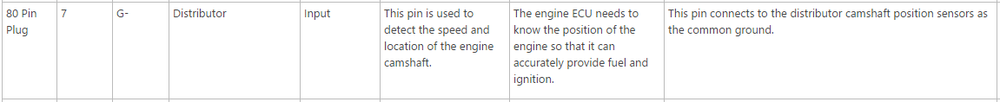 80 Pin
Plug
7
G-
Distributor
Input
This pin is used to
detect the speed and
location of the engine
camshaft.
The engine ECU needs to
know the position of the
engine so that it can
accurately provide fuel and
ignition.
This pin connects to the distributor camshaft position sensors as
the common ground.